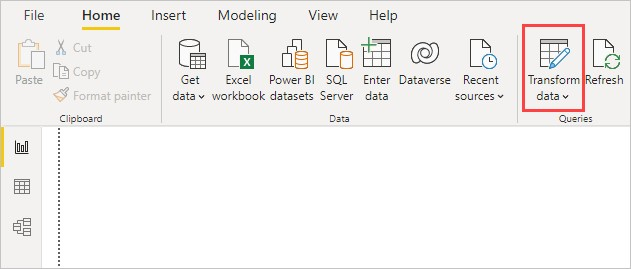 File Home Insert Modeling View Help
Paste
Cut
Copy
Format painter
Clipboard
Get data
Excel workbook
Power BI datasets
SQL Server
Enter data
Dataverse
Recent sources
Data
Transform data
Refresh
Queries